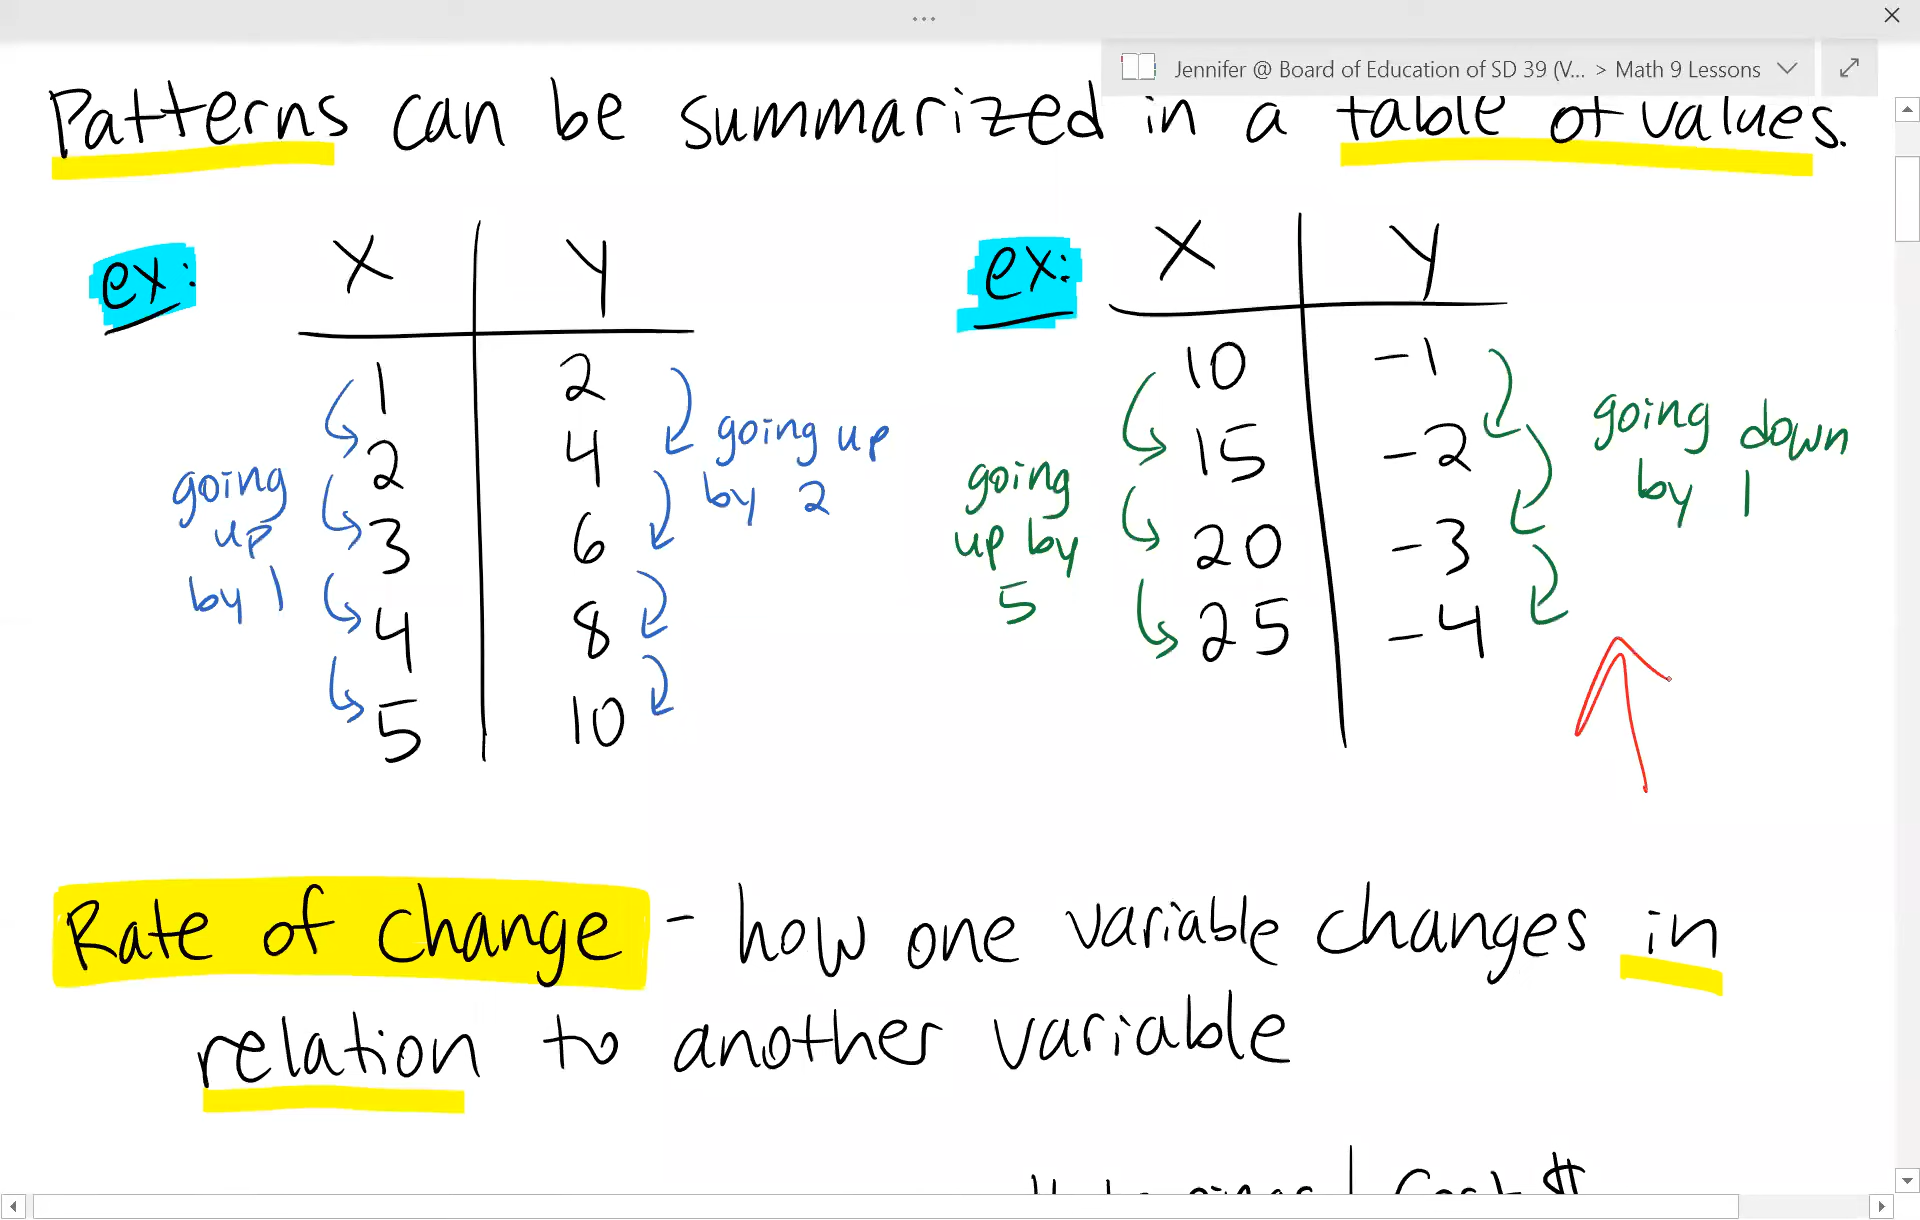 Jennifer @ Board of Education of SD 39 (V... > Math 9 Lessons
Patterns can be summarized in a table of values.
ex:
X Y
1 2
2 4
3 6
4 8
5 10
going
up
by 1
going up
by 2
ex:
X Y
10 -1
15 -2
20 -3
25 -4
going
up by
5
going down
by 1
Rate of change - how one variable changes in
relation to another variable
Cost $